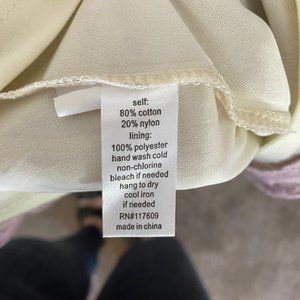 self:
80% cotton
20% nylon
lining:
100% polyester
hand wash cold
non-chlorine
bleach if needed
hang to dry
cool iron
if needed
RN#117609
made in china